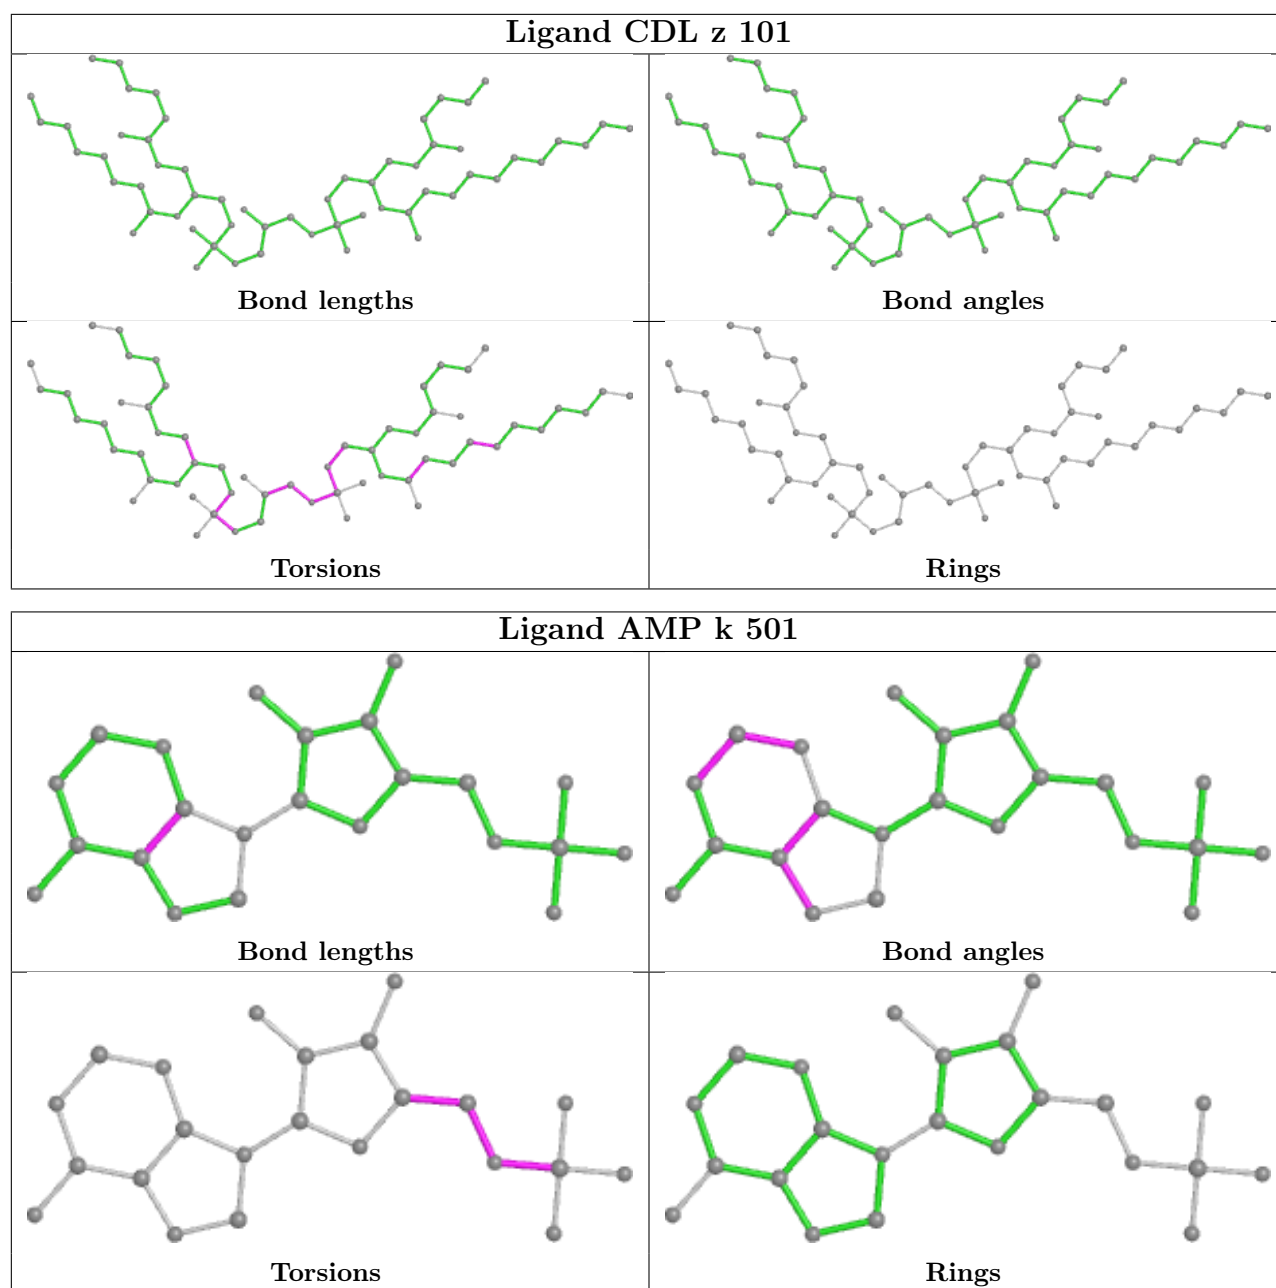 Ligand CDL z 101
Bond lengths
Bond angles
Torsions
Rings
Ligand AMP k 501
Bond lengths
Bond angles
Torsions
Rings